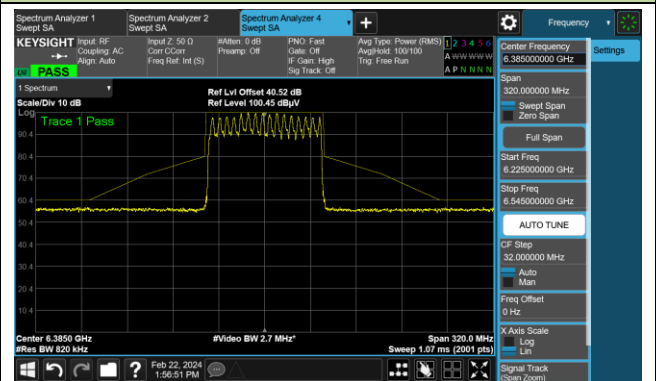 Spectrum Analyzer 1
Swept SA
Spectrum Analyzer 2
Swept SA
Spectrum Analyzer 4
Swept SA
Frequency
KEYSIGHT
Input: RF
Coupling: AC
Align: Auto
Input Z: 50 Ω
Corr CCorr
Freq Ref: Int (S)
#Atten: 0 dB
Preamp: Off
PNO: Fast
Gate: Off
IF Gain: High
Sig Track: Off
Avg Type: Power (RMS)
Avg|Hold: 100/100
Trig: Free Run
1 2 3 4 5 6
A W W W W W
A P N N N N
PASS
1 Spectrum
Scale/Div 10 dB
Log
Ref Lvl Offset 40.52 dB
Ref Level 100.45 dBµV
Trace 1 Pass
90.4
80.4
70.4
60.4
50.4
40.4
30.4
20.4
10.4
Center 6.3850 GHz
#Res BW 820 kHz
#Video BW 2.7 MHz*
Span 320.0 MHz
Sweep 1.07 ms (2001 pts)
Feb 22, 2024
1:56:51 PM
Center Frequency
6.385000000 GHz
Settings
Span
320.000000 MHz
Swept Span
Zero Span
Full Span
Start Freq
6.225000000 GHz
Stop Freq
6.545000000 GHz
AUTO TUNE
CF Step
32.000000 MHz
Auto
Man
Freq Offset
0 Hz
X Axis Scale
Log
Lin
Signal Track
(Span Zoom)